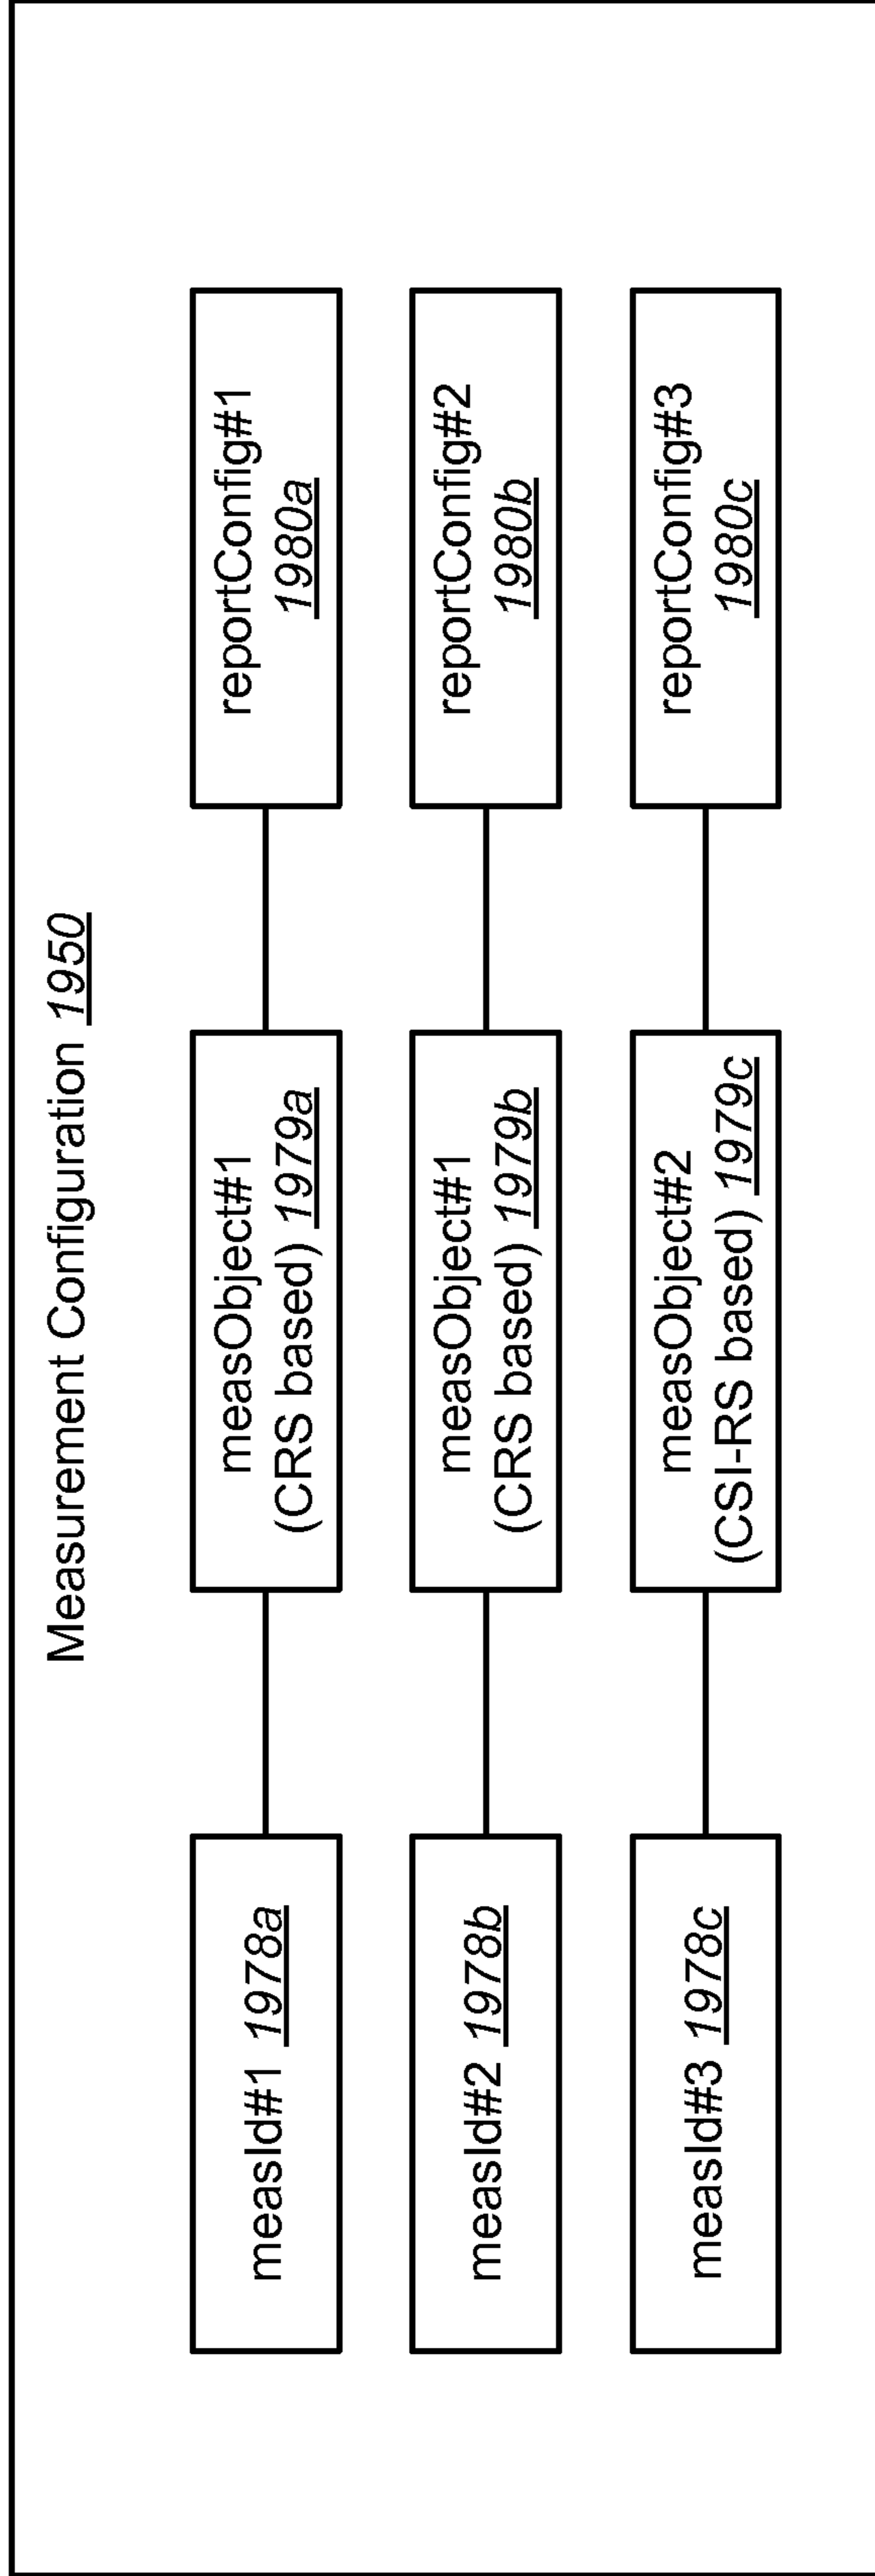 Measurement Configuration 1950
measId#1 1978a
measObject#1
(CRS based) 1979a
reportConfig#1
1980a
measId#2 1978b
measObject#1
(CRS based) 1979b
reportConfig#2
1980b
measId#3 1978c
measObject#2
(CSI-RS based) 1979c
reportConfig#3
1980c